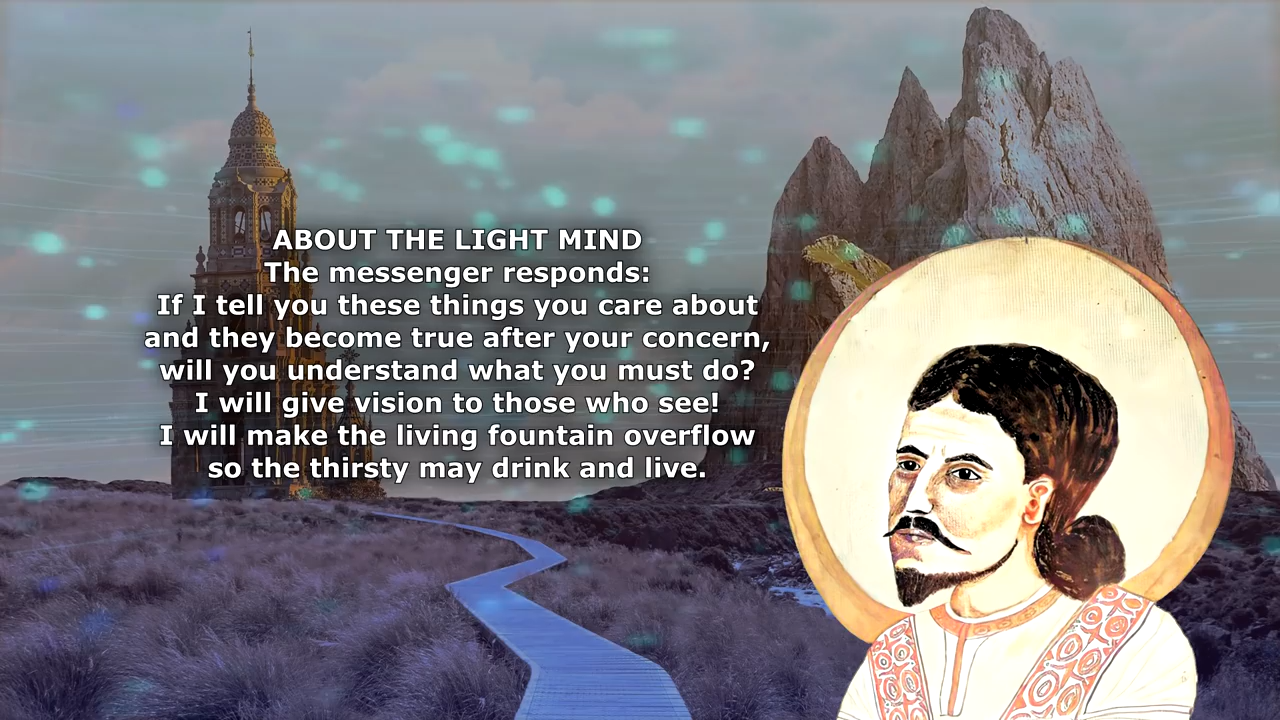 ABOUT THE LIGHT MIND
The messenger responds:
If I tell you these things you care about
and they become true after your concern,
will you understand what you must do?
I will give vision to those who see!
I will make the living fountain overflow
so the thirsty may drink and live.